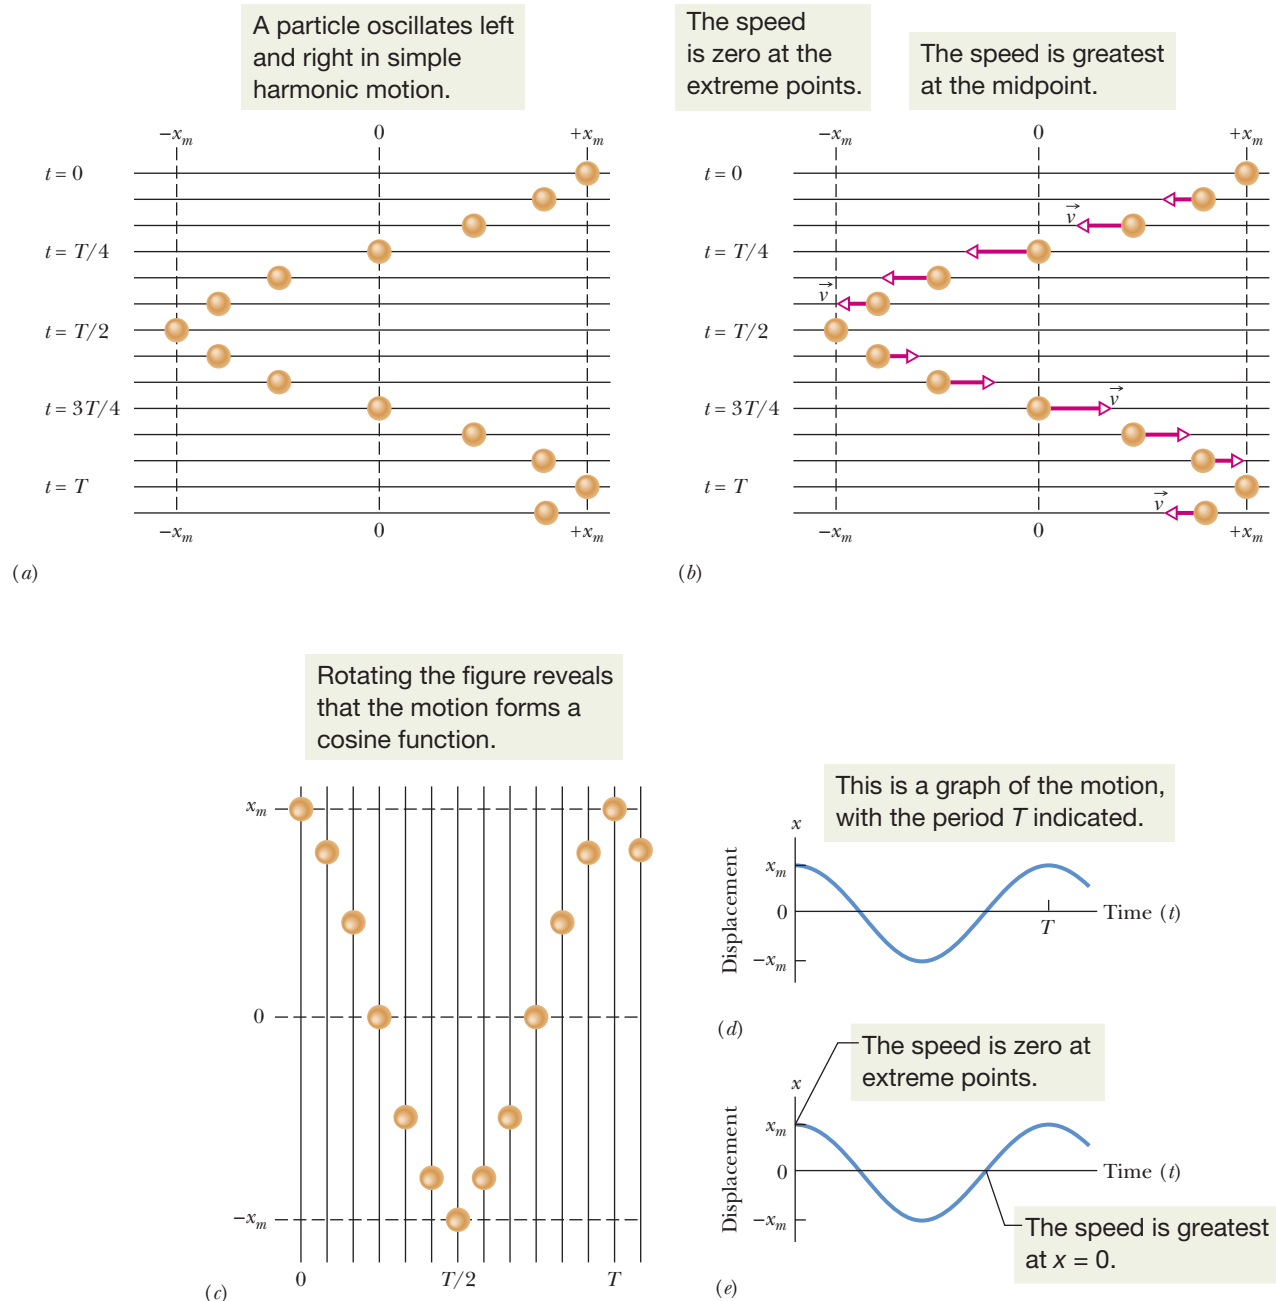 A particle oscillates left
and right in simple
harmonic motion.
The speed
is zero at the
extreme points.
The speed is greatest
at the midpoint.
−xₘ 0 +xₘ
t = 0
t = T/4
t = T/2
t = 3T/4
t = T
−xₘ 0 +xₘ
(a)
−xₘ 0 +xₘ
t = 0
v⃗
t = T/4
v⃗
t = T/2
t = 3T/4
v⃗
t = T
v⃗
−xₘ 0 +xₘ
(b)
Rotating the figure reveals
that the motion forms a
cosine function.
xₘ
0
−xₘ
0 T/2 T
(c)
This is a graph of the motion,
with the period T indicated.
x
Displacement
xₘ
0
−xₘ
T
Time (t)
(d)
The speed is zero at
extreme points.
x
Displacement
xₘ
0
−xₘ
Time (t)
The speed is greatest
at x = 0.
(e)